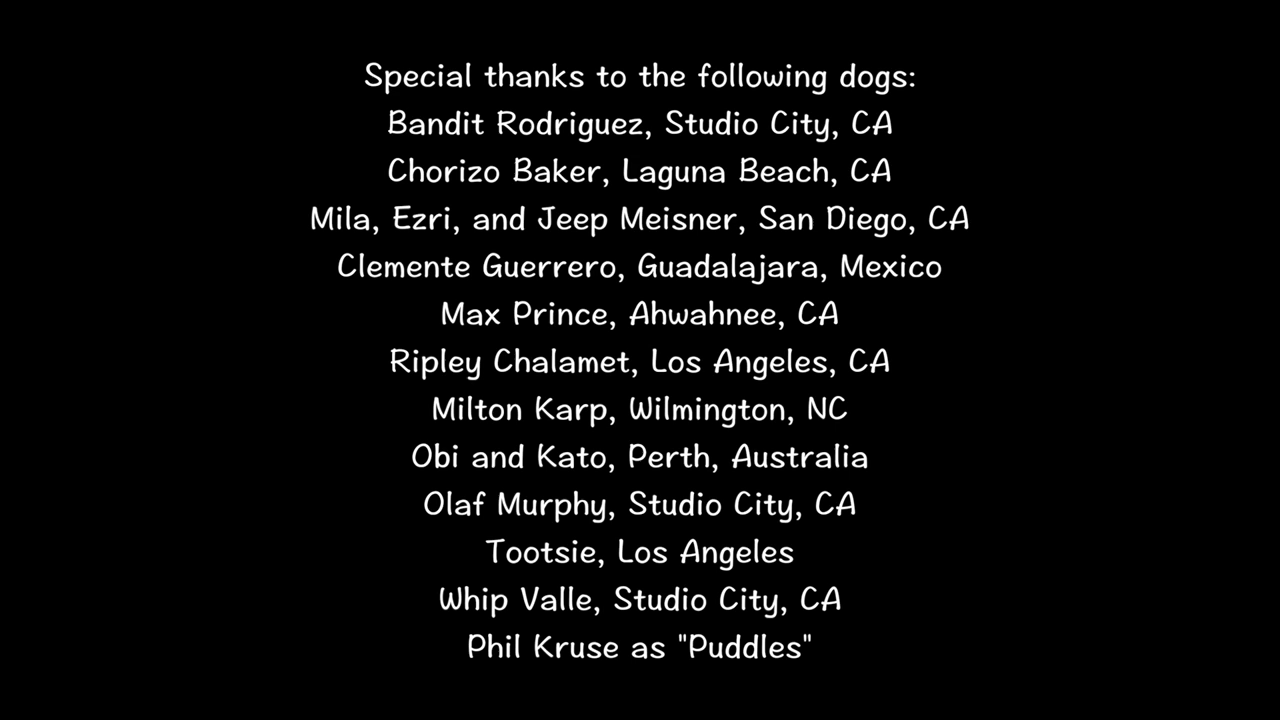 Special thanks to the following dogs:
Bandit Rodriguez, Studio City, CA
Chorizo Baker, Laguna Beach, CA
Mila, Ezri, and Jeep Meisner, San Diego, CA
Clemente Guerrero, Guadalajara, Mexico
Max Prince, Ahwahnee, CA
Ripley Chalamet, Los Angeles, CA
Milton Karp, Wilmington, NC
Obi and Kato, Perth, Australia
Olaf Murphy, Studio City, CA
Tootsie, Los Angeles
Whip Valle, Studio City, CA
Phil Kruse as "Puddles"